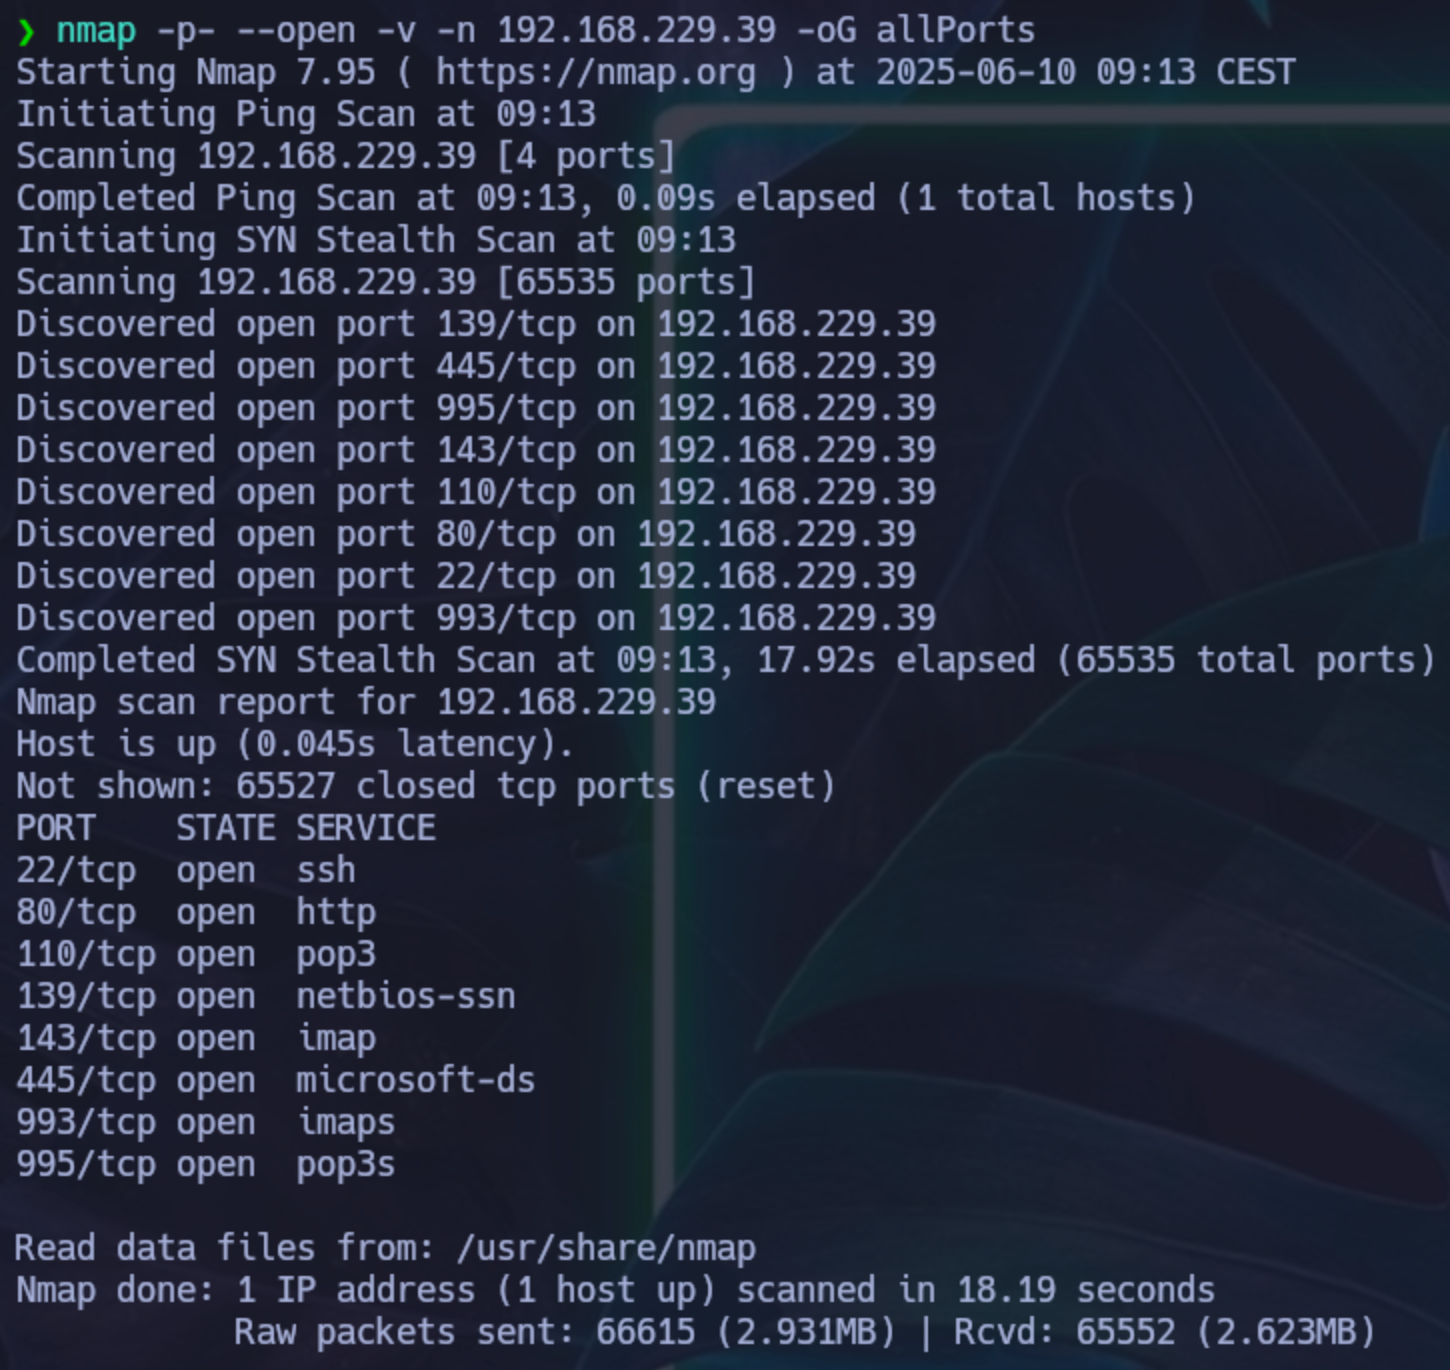 ❯ nmap -p- --open -v -n 192.168.229.39 -oG allPorts
Starting Nmap 7.95 ( https://nmap.org ) at 2025-06-10 09:13 CEST
Initiating Ping Scan at 09:13
Scanning 192.168.229.39 [4 ports]
Completed Ping Scan at 09:13, 0.09s elapsed (1 total hosts)
Initiating SYN Stealth Scan at 09:13
Scanning 192.168.229.39 [65535 ports]
Discovered open port 139/tcp on 192.168.229.39
Discovered open port 445/tcp on 192.168.229.39
Discovered open port 995/tcp on 192.168.229.39
Discovered open port 143/tcp on 192.168.229.39
Discovered open port 110/tcp on 192.168.229.39
Discovered open port 80/tcp on 192.168.229.39
Discovered open port 22/tcp on 192.168.229.39
Discovered open port 993/tcp on 192.168.229.39
Completed SYN Stealth Scan at 09:13, 17.92s elapsed (65535 total ports)
Nmap scan report for 192.168.229.39
Host is up (0.045s latency).
Not shown: 65527 closed tcp ports (reset)
PORT    STATE SERVICE
22/tcp  open  ssh
80/tcp  open  http
110/tcp open  pop3
139/tcp open  netbios-ssn
143/tcp open  imap
445/tcp open  microsoft-ds
993/tcp open  imaps
995/tcp open  pop3s
Read data files from: /usr/share/nmap
Nmap done: 1 IP address (1 host up) scanned in 18.19 seconds
           Raw packets sent: 66615 (2.931MB) | Rcvd: 65552 (2.623MB)